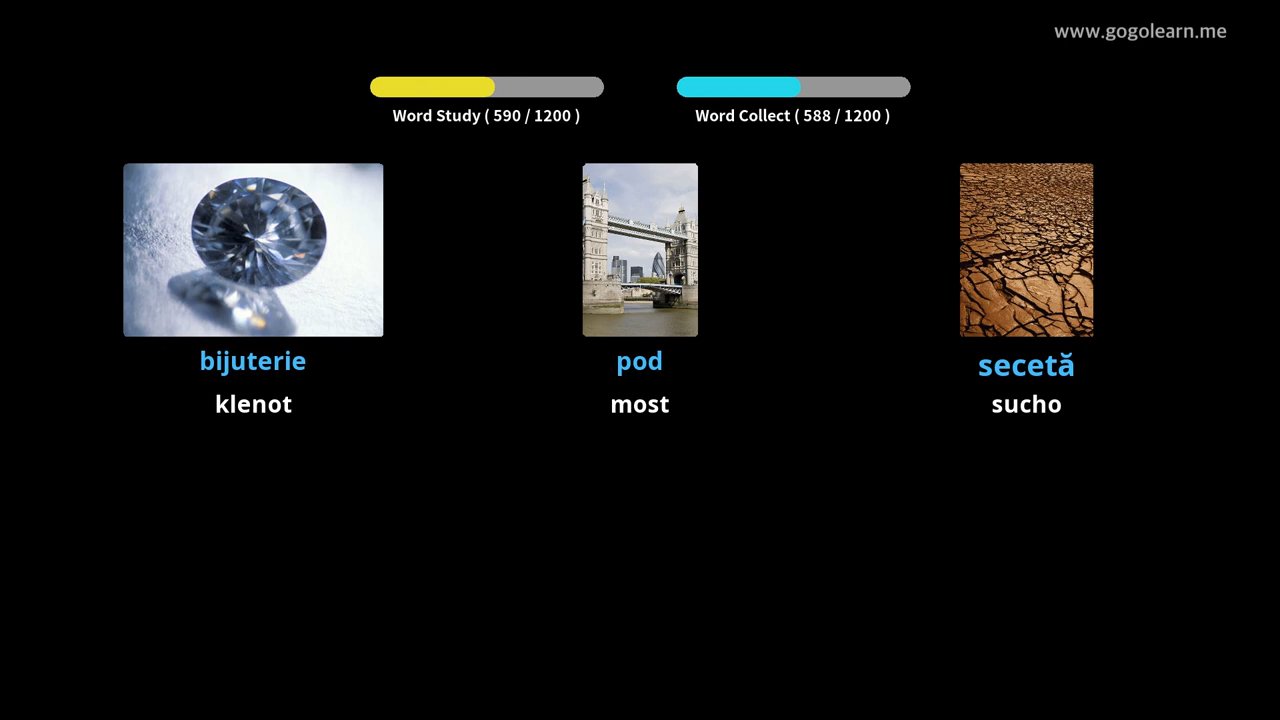 www.gogolearn.me
Word Study ( 590 / 1200 )
Word Collect ( 588 / 1200 )
bijuterie
klenot
pod
most
secetă
sucho